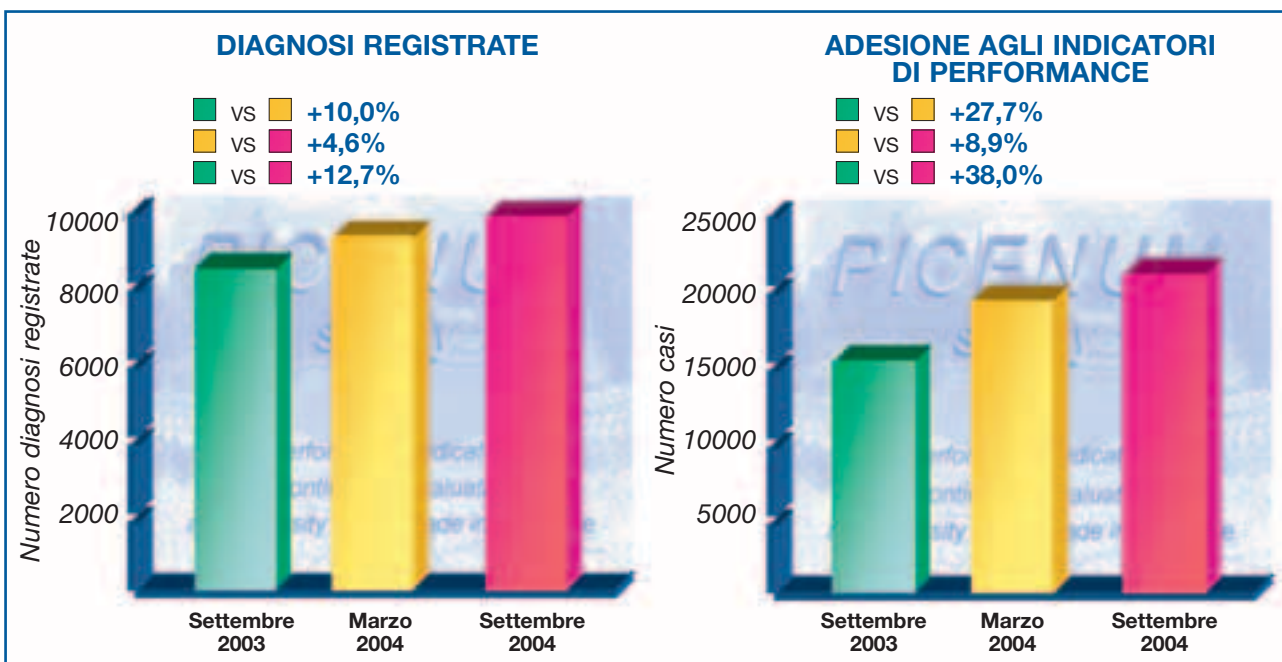 DIAGNOSI REGISTRATE
VS +10,0%
VS +4,6%
VS +12,7%
Numero diagnosi registrate
10000
8000
6000
4000
2000
PICENUM
Settembre 2003
Marzo 2004
Settembre 2004
ADESIONE AGLI INDICATORI
DI PERFORMANCE
VS +27,7%
VS +8,9%
VS +38,0%
Numero casi
25000
20000
15000
10000
5000
PICENUM
Settembre 2003
Marzo 2004
Settembre 2004